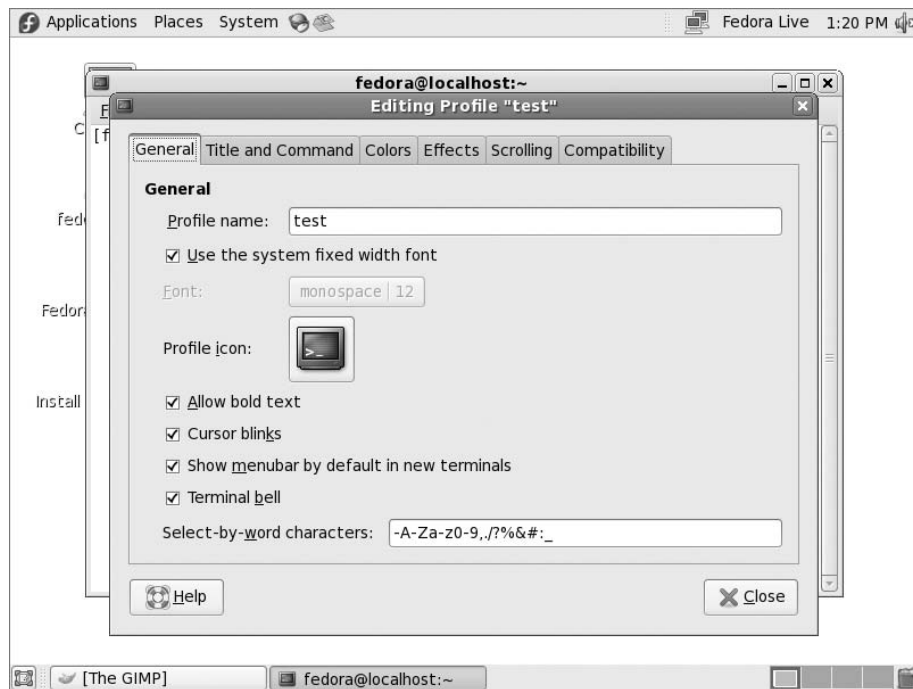 Applications Places System Fedora Live 1:20 PM
fedora@localhost:~
Editing Profile "test"
F
C
[f
General Title and Command Colors Effects Scrolling Compatibility
General
Profile name: test
fed
Use the system fixed width font
Font: monospace 12
Fedora
Profile icon:
>_
Install
Allow bold text
Cursor blinks
Show menubar by default in new terminals
Terminal bell
Select-by-word characters: -A-Za-z0-9,./?%&#:_
Help Close
[The GIMP] fedora@localhost:~